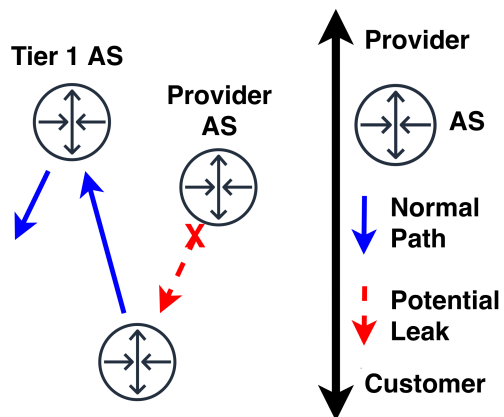 Tier 1 AS
Provider
AS
X
Provider
AS
Normal
Path
Potential
Leak
Customer